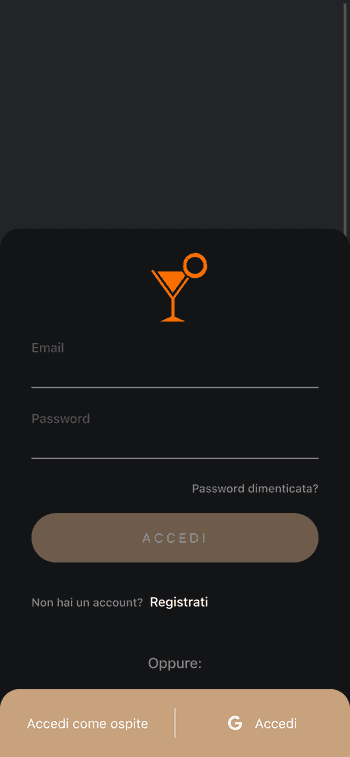 Email
Password
Password dimenticata?
ACCEDI
Non hai un account? Registrati
Oppure:
Accedi come ospite
G Accedi